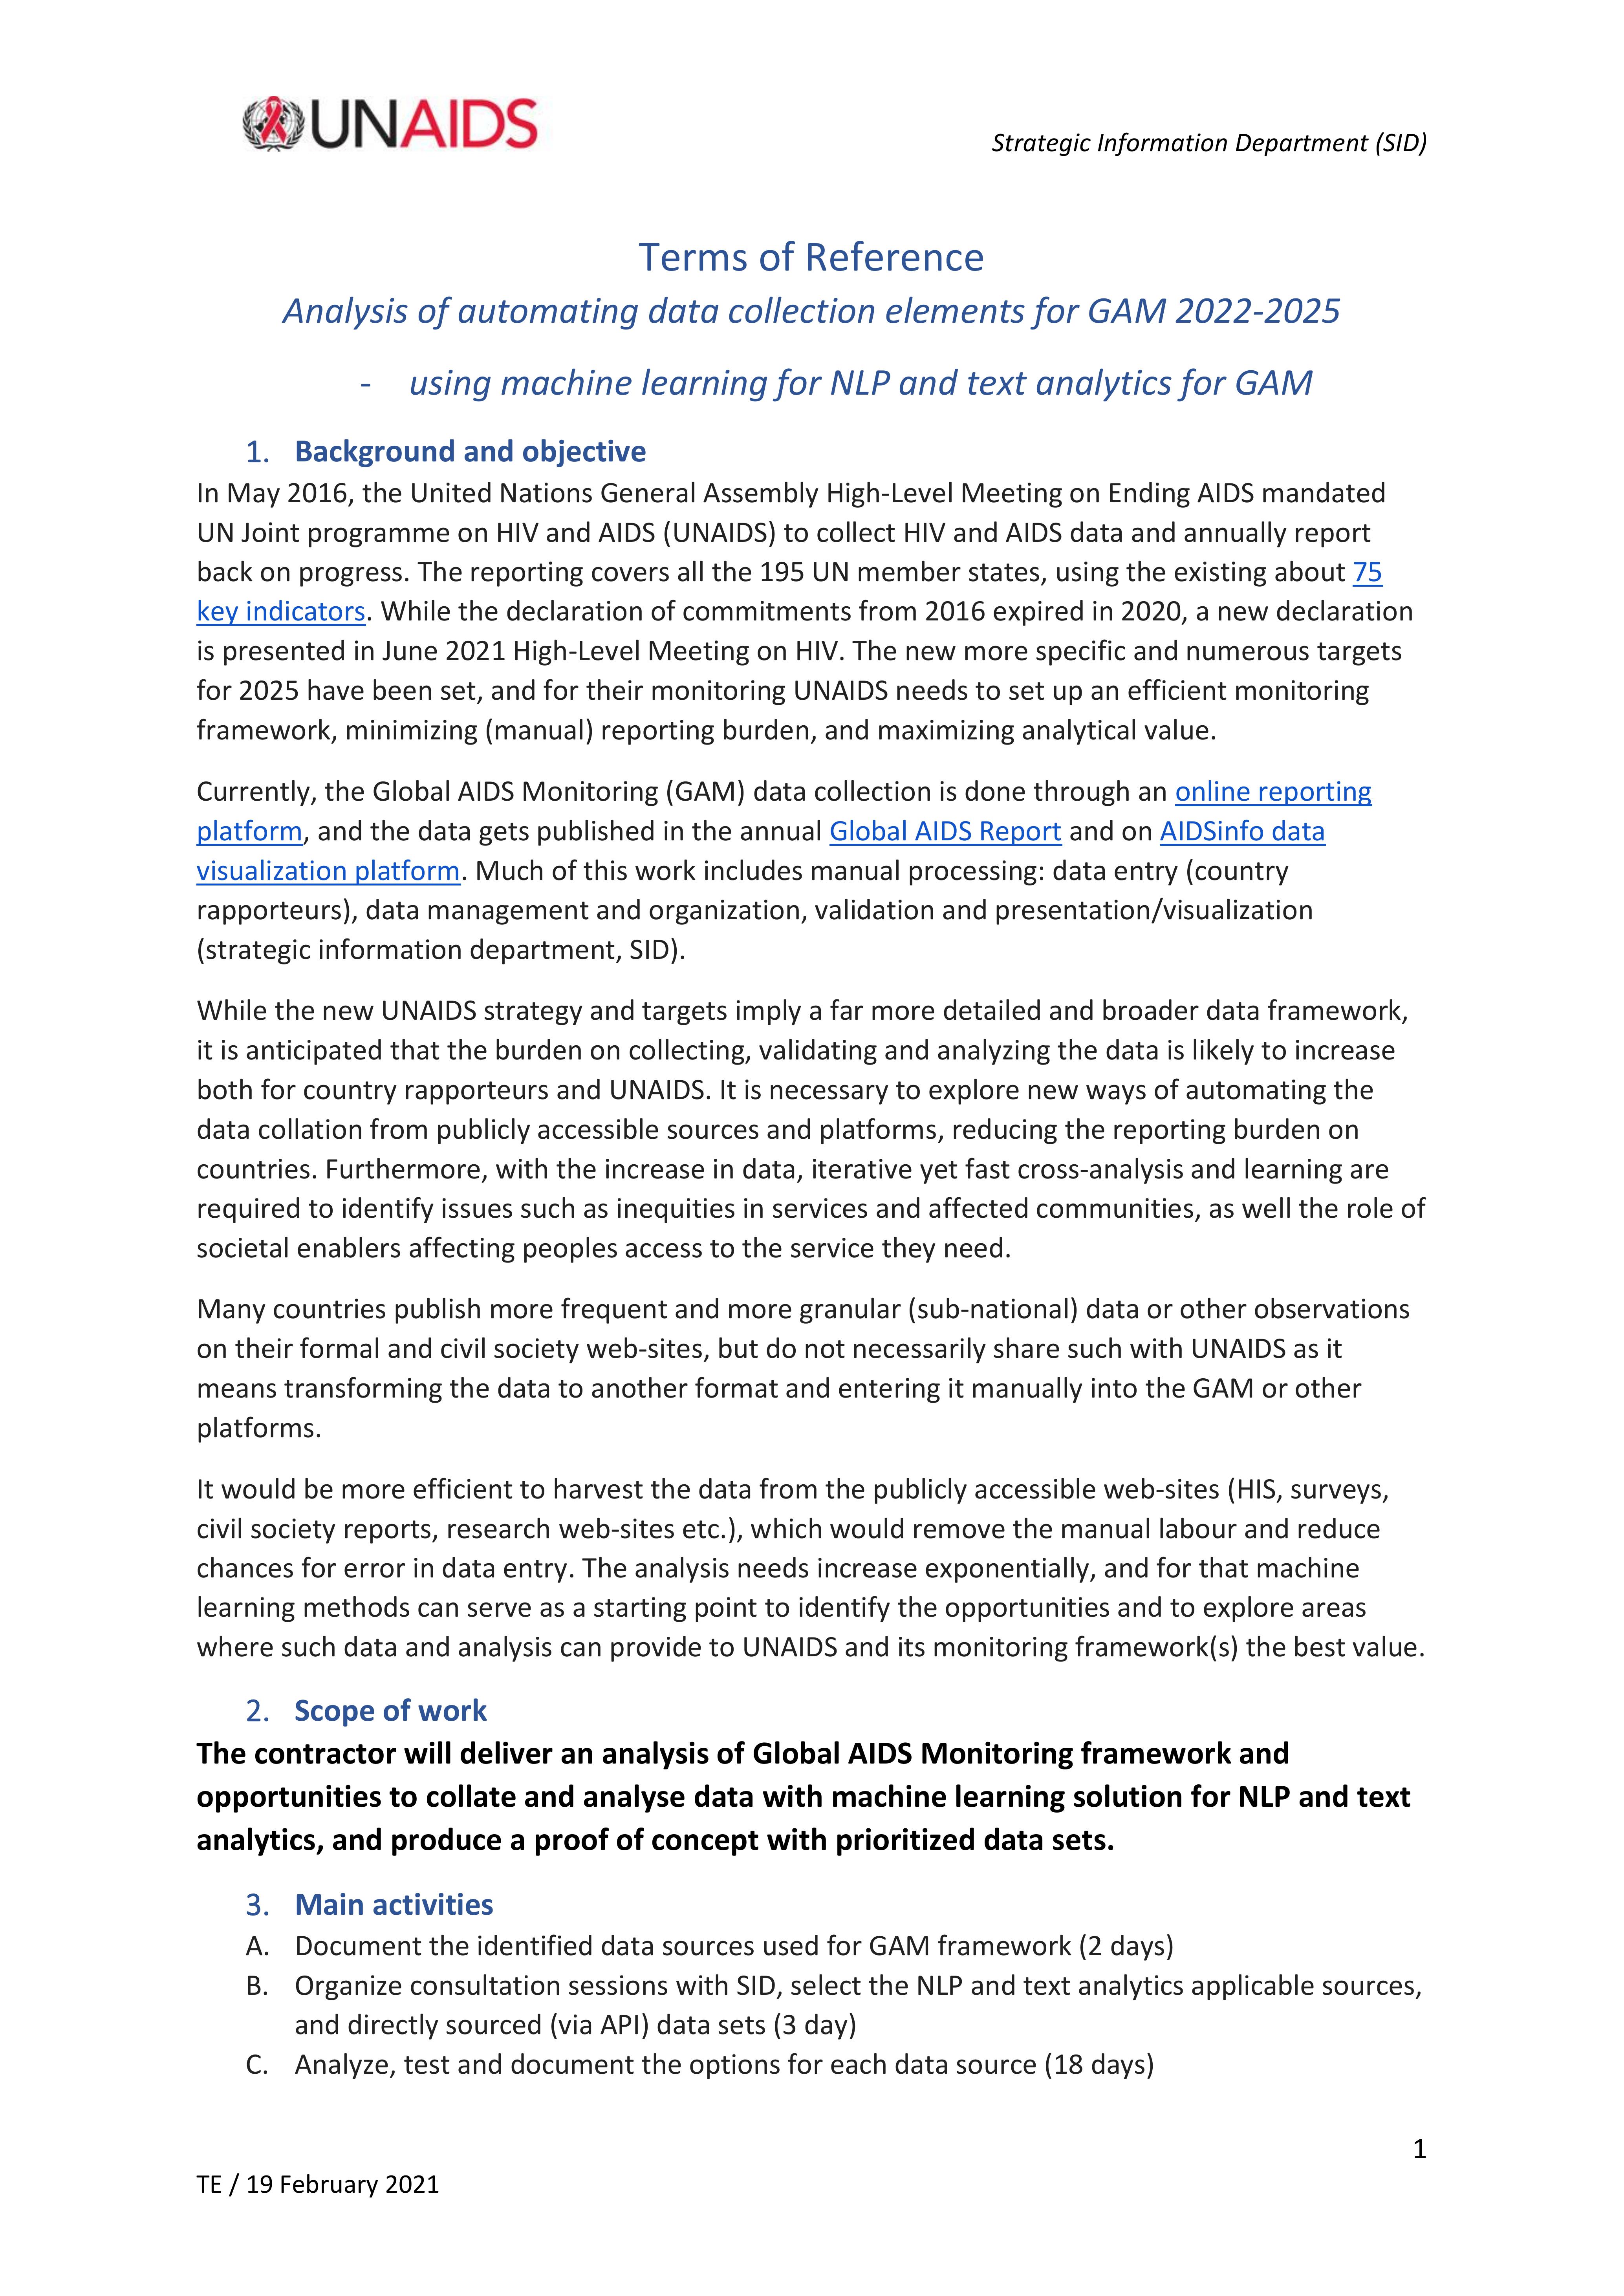 UNAIDS
Strategic Information Department (SID)
Terms of Reference
Analysis of automating data collection elements for GAM 2022-2025
- using machine learning for NLP and text analytics for GAM
1. Background and objective
In May 2016, the United Nations General Assembly High-Level Meeting on Ending AIDS mandated
UN Joint programme on HIV and AIDS (UNAIDS) to collect HIV and AIDS data and annually report
back on progress. The reporting covers all the 195 UN member states, using the existing about 75
key indicators. While the declaration of commitments from 2016 expired in 2020, a new declaration
is presented in June 2021 High-Level Meeting on HIV. The new more specific and numerous targets
for 2025 have been set, and for their monitoring UNAIDS needs to set up an efficient monitoring
framework, minimizing (manual) reporting burden, and maximizing analytical value.
Currently, the Global AIDS Monitoring (GAM) data collection is done through an online reporting
platform, and the data gets published in the annual Global AIDS Report and on AIDSinfo data
visualization platform. Much of this work includes manual processing: data entry (country
rapporteurs), data management and organization, validation and presentation/visualization
(strategic information department, SID).
While the new UNAIDS strategy and targets imply a far more detailed and broader data framework,
it is anticipated that the burden on collecting, validating and analyzing the data is likely to increase
both for country rapporteurs and UNAIDS. It is necessary to explore new ways of automating the
data collation from publicly accessible sources and platforms, reducing the reporting burden on
countries. Furthermore, with the increase in data, iterative yet fast cross-analysis and learning are
required to identify issues such as inequities in services and affected communities, as well the role of
societal enablers affecting peoples access to the service they need.
Many countries publish more frequent and more granular (sub-national) data or other observations
on their formal and civil society web-sites, but do not necessarily share such with UNAIDS as it
means transforming the data to another format and entering it manually into the GAM or other
platforms.
It would be more efficient to harvest the data from the publicly accessible web-sites (HIS, surveys,
civil society reports, research web-sites etc.), which would remove the manual labour and reduce
chances for error in data entry. The analysis needs increase exponentially, and for that machine
learning methods can serve as a starting point to identify the opportunities and to explore areas
where such data and analysis can provide to UNAIDS and its monitoring framework(s) the best value.
2. Scope of work
The contractor will deliver an analysis of Global AIDS Monitoring framework and
opportunities to collate and analyse data with machine learning solution for NLP and text
analytics, and produce a proof of concept with prioritized data sets.
3. Main activities
A. Document the identified data sources used for GAM framework (2 days)
B. Organize consultation sessions with SID, select the NLP and text analytics applicable sources,
and directly sourced (via API) data sets (3 day)
C. Analyze, test and document the options for each data source (18 days)
1
TE / 19 February 2021